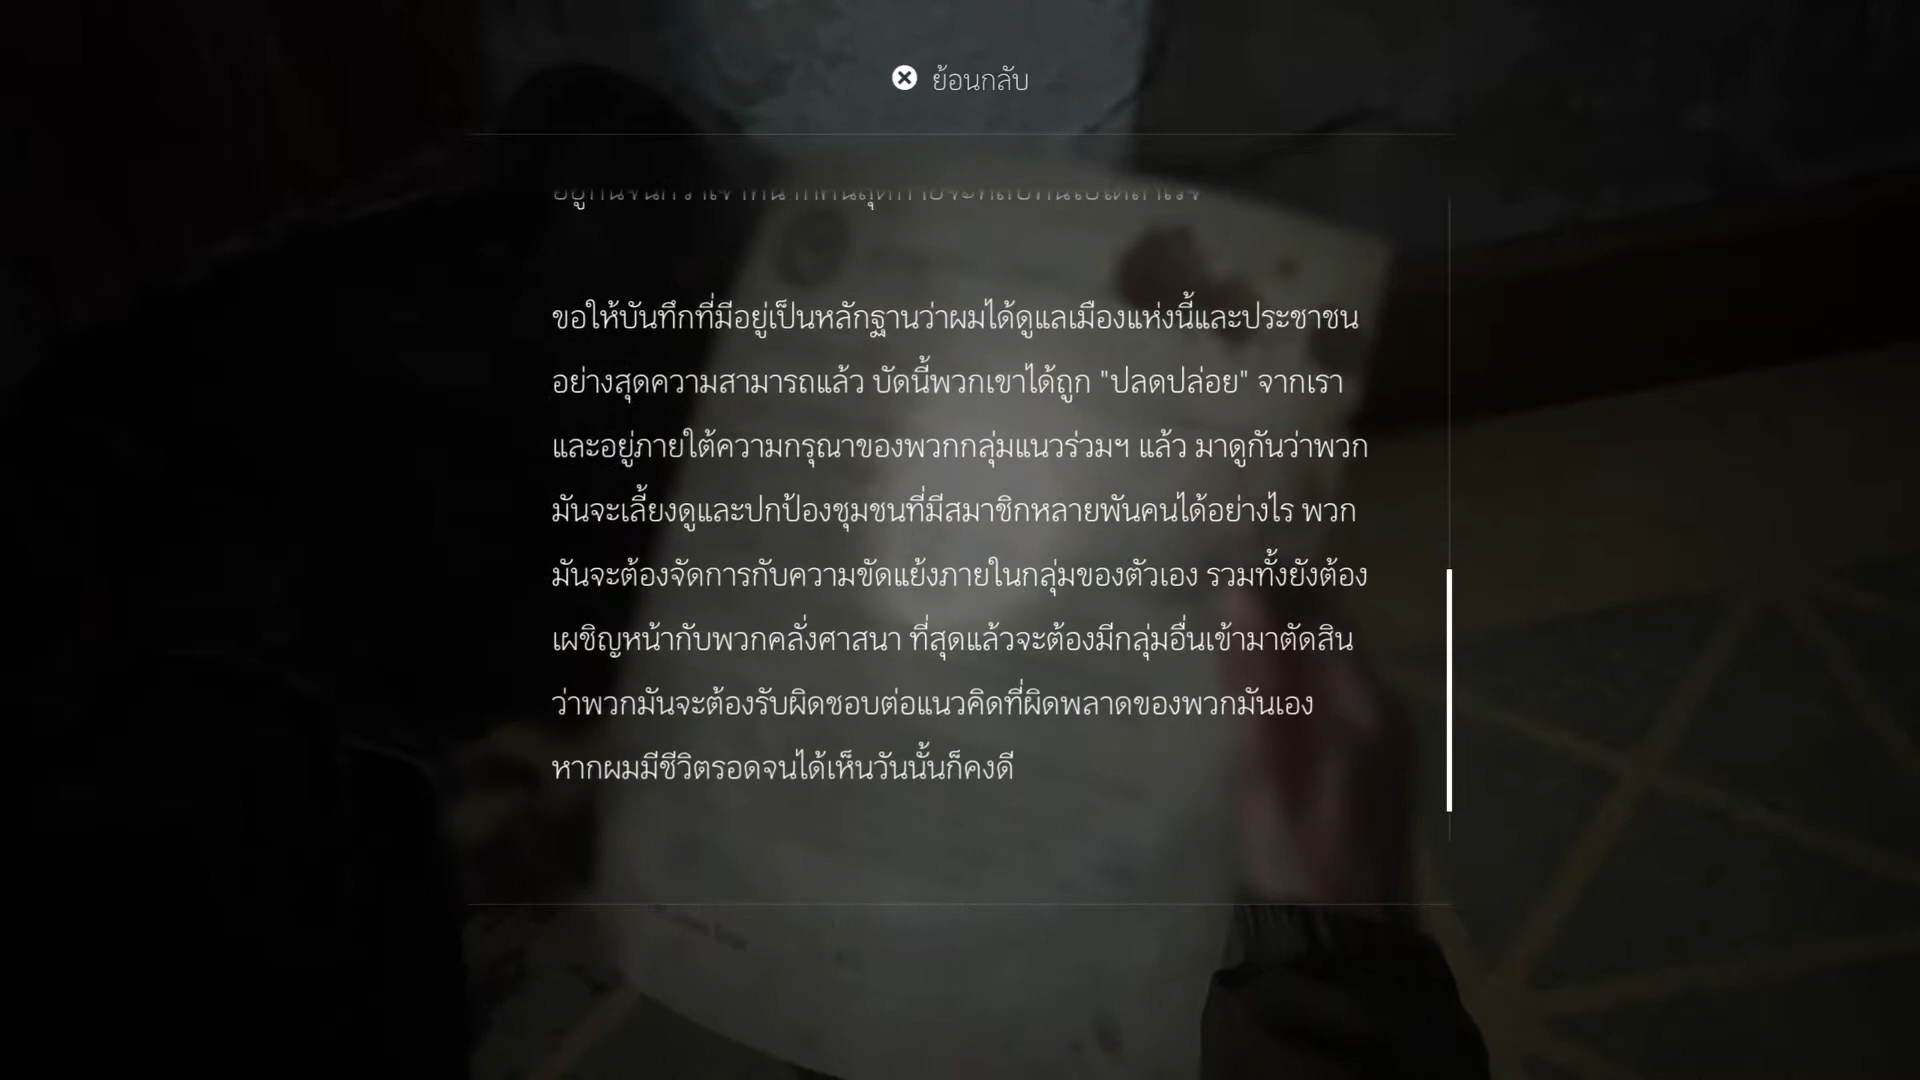 ย้อนกลับ
ขอให้บันทึกที่มีอยู่เป็นหลักฐานว่าผมได้ดูแลเมืองแห่งนี้และประชาชน
อย่างสุดความสามารถแล้ว บัดนี้พวกเขาได้ถูก "ปลดปล่อย" จากเรา
และอยู่ภายใต้ความกรุณาของพวกกลุ่มแนวร่วมฯ แล้ว มาดูกันว่าพวก
มันจะเลี้ยงดูและปกป้องชุมชนที่มีสมาชิกหลายพันคนได้อย่างไร พวก
มันจะต้องจัดการกับความขัดแย้งภายในกลุ่มของตัวเอง รวมทั้งยังต้อง
เผชิญหน้ากับพวกคลั่งศาสนา ที่สุดแล้วจะต้องมีกลุ่มอื่นเข้ามาตัดสิน
ว่าพวกมันจะต้องรับผิดชอบต่อแนวคิดที่ผิดพลาดของพวกมันเอง
หากผมมีชีวิตรอดจนได้เห็นวันนั้นก็คงดี